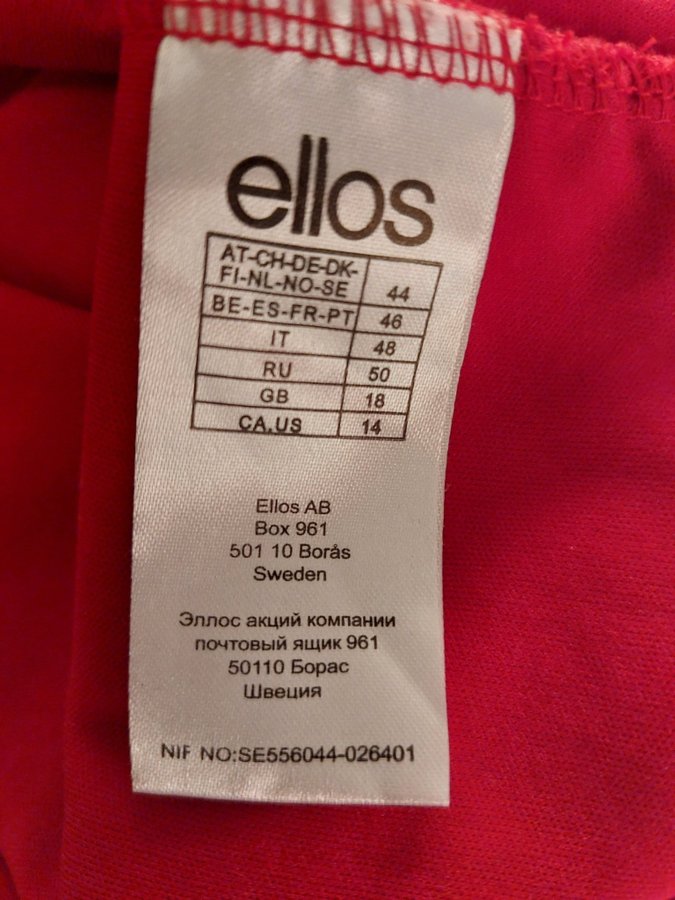 ellos
AT-CH-DE-DK-
FI-NL-NO-SE 44
BE-ES-FR-PT 46
IT 48
RU 50
GB 18
CA.US 14
Ellos AB
Box 961
501 10 Borås
Sweden
Эллос акций компании
почтовый ящик 961
50110 Борас
Швеция
NIF NO:SE556044-026401